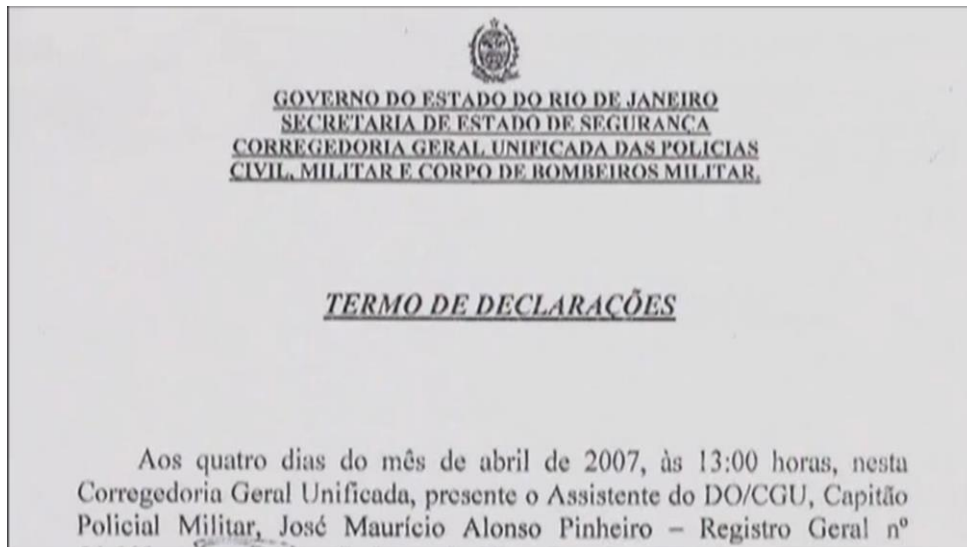 GOVERNO DO ESTADO DO RIO DE JANEIRO
SECRETARIA DE ESTADO DE SEGURANÇA
CORREGEDORIA GERAL UNIFICADA DAS POLICIAS
CIVIL, MILITAR E CORPO DE BOMBEIROS MILITAR.
TERMO DE DECLARAÇÕES
Aos quatro dias do mês de abril de 2007, às 13:00 horas, nesta
Corregedoria Geral Unificada, presente o Assistente do DO/CGU, Capitão
Policial Militar, José Maurício Alonso Pinheiro – Registro Geral nº